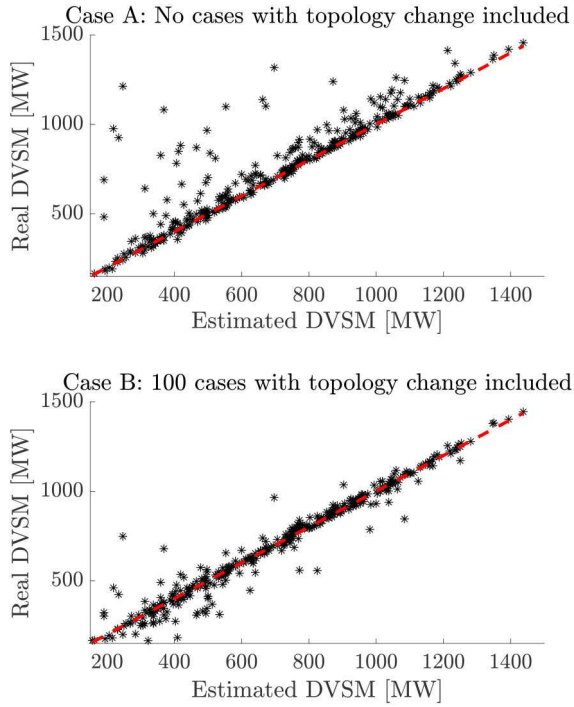 Case A: No cases with topology change included
1500
1000
500
Real DVSM [MW]
200 400 600 800 1000 1200 1400
Estimated DVSM [MW]
Case B: 100 cases with topology change included
1500
1000
500
Real DVSM [MW]
200 400 600 800 1000 1200 1400
Estimated DVSM [MW]